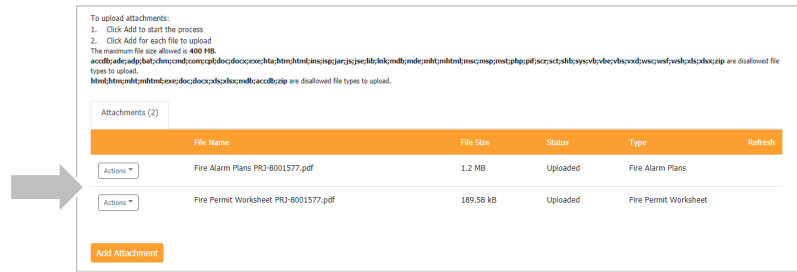 To upload attachments:
1. Click Add to start the process
2. Click Add for each file to upload
The maximum file size allowed is 400 MB.
accdb;ade;adp;bat;chm;cmd;com;cpl;doc;docx;exe;hta;htm;html;ins;isp;jar;js;jse;lib;lnk;mdb;mde;mht;mhtml;msc;msp;mst;php;pif;scr;sct;shb;sys;vb;vbe;vbs;vxd;wsc;wsf;wsh;xls;xlsx;zip are disallowed file
types to upload.
html;htm;mht;mhtml;exe;doc;docx;xls;xlsx;mdb;accdb;zip are disallowed file types to upload.
Attachments (2)
File Name File Size Status Type Refresh
Actions Fire Alarm Plans PRJ-8001577.pdf 1.2 MB Uploaded Fire Alarm Plans
Actions Fire Permit Worksheet PRJ-8001577.pdf 189.58 kB Uploaded Fire Permit Worksheet
Add Attachment